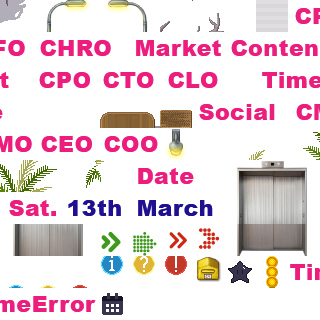 CF
FO CHRO Market Conten
t CPO CTO CLO Time
e Social CM
MO CEO COO
Date
Sat. 13th March
Tim
meError